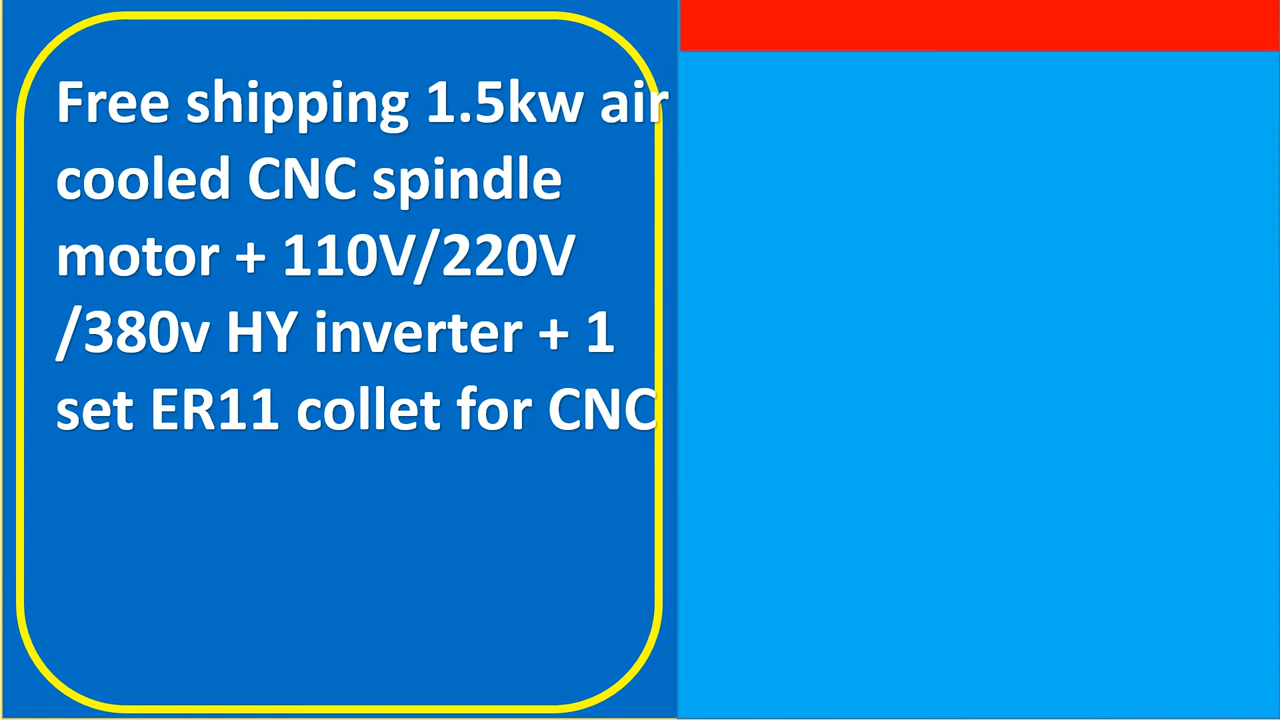 Free shipping 1.5kw air
cooled CNC spindle
motor + 110V/220V
/380v HY inverter + 1
set ER11 collet for CNC